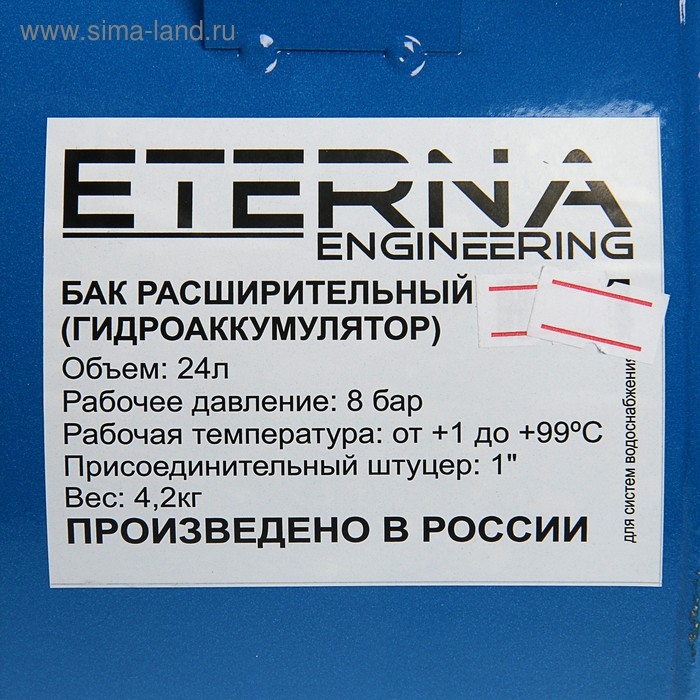 www.sima-land.ru
ETERNA
ENGINEERING
БАК РАСШИРИТЕЛЬНЫЙ
(ГИДРОАККУМУЛЯТОР)
Объем: 24л
Рабочее давление: 8 бар
Рабочая температура: от +1 до +99ºС
Присоединительный штуцер: 1"
Вес: 4,2кг
ПРОИЗВЕДЕНО В РОССИИ
для систем водоснабжения